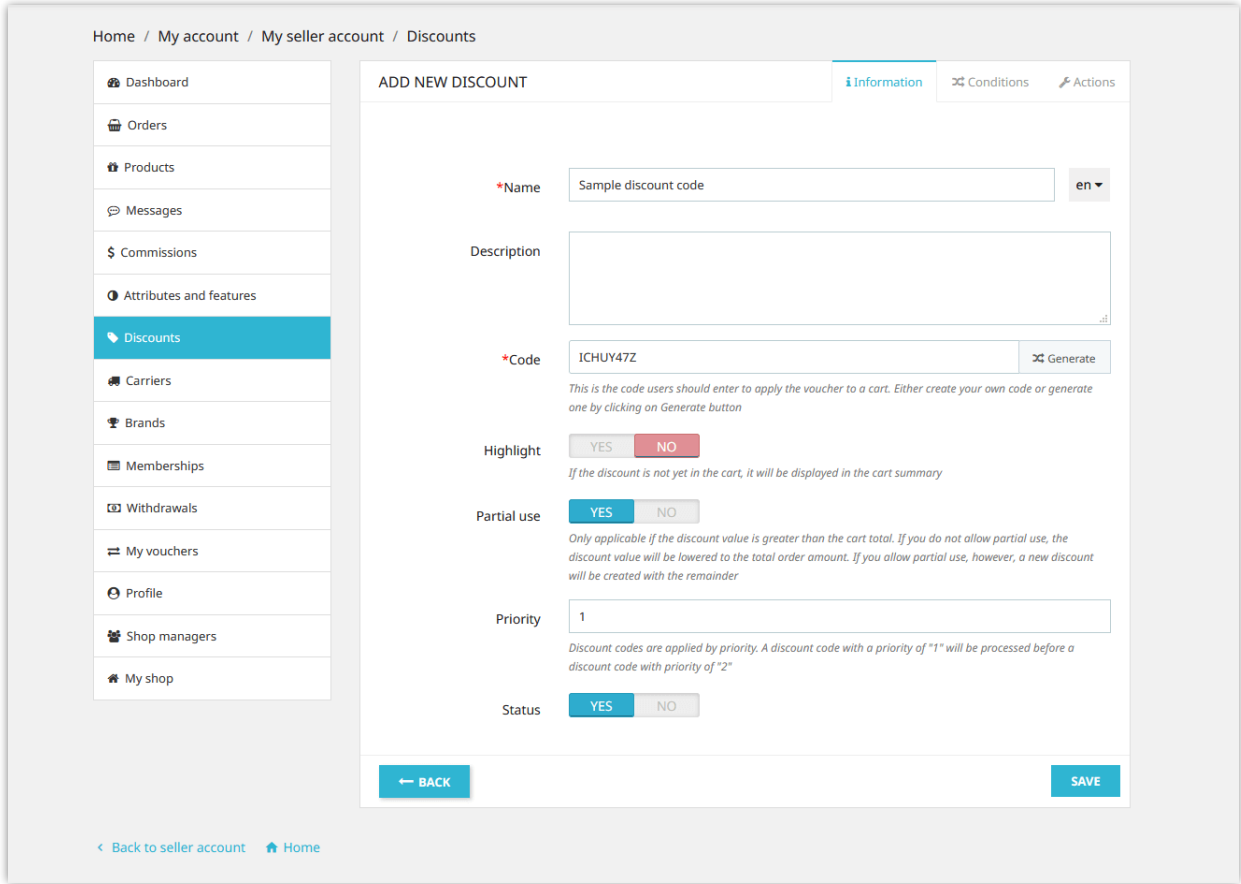 Home / My account / My seller account / Discounts
Dashboard
Orders
Products
Messages
Commissions
Attributes and features
Discounts
Carriers
Brands
Memberships
Withdrawals
My vouchers
Profile
Shop managers
My shop
ADD NEW DISCOUNT
Information
Conditions
Actions
*Name
Sample discount code
en
Description
*Code
ICHUY47Z
Generate
This is the code users should enter to apply the voucher to a cart. Either create your own code or generate
one by clicking on Generate button
Highlight
YES NO
If the discount is not yet in the cart, it will be displayed in the cart summary
Partial use
YES NO
Only applicable if the discount value is greater than the cart total. If you do not allow partial use, the
discount value will be lowered to the total order amount. If you allow partial use, however, a new discount
will be created with the remainder
Priority
1
Discount codes are applied by priority. A discount code with a priority of "1" will be processed before a
discount code with priority of "2"
Status
YES NO
BACK
SAVE
Back to seller account
Home